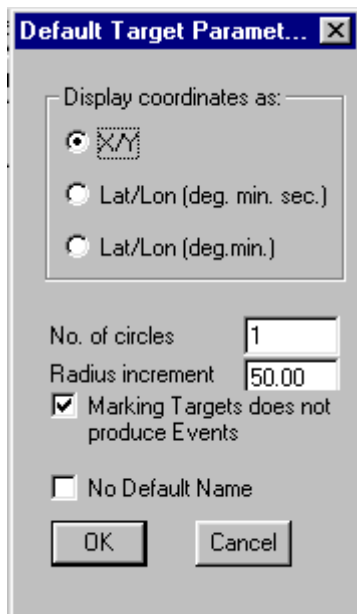 Default Target Paramet...
Display coordinates as:
X/Y
Lat/Lon (deg. min. sec.)
Lat/Lon (deg.min.)
No. of circles 1
Radius increment 50.00
Marking Targets does not
produce Events
No Default Name
OK Cancel